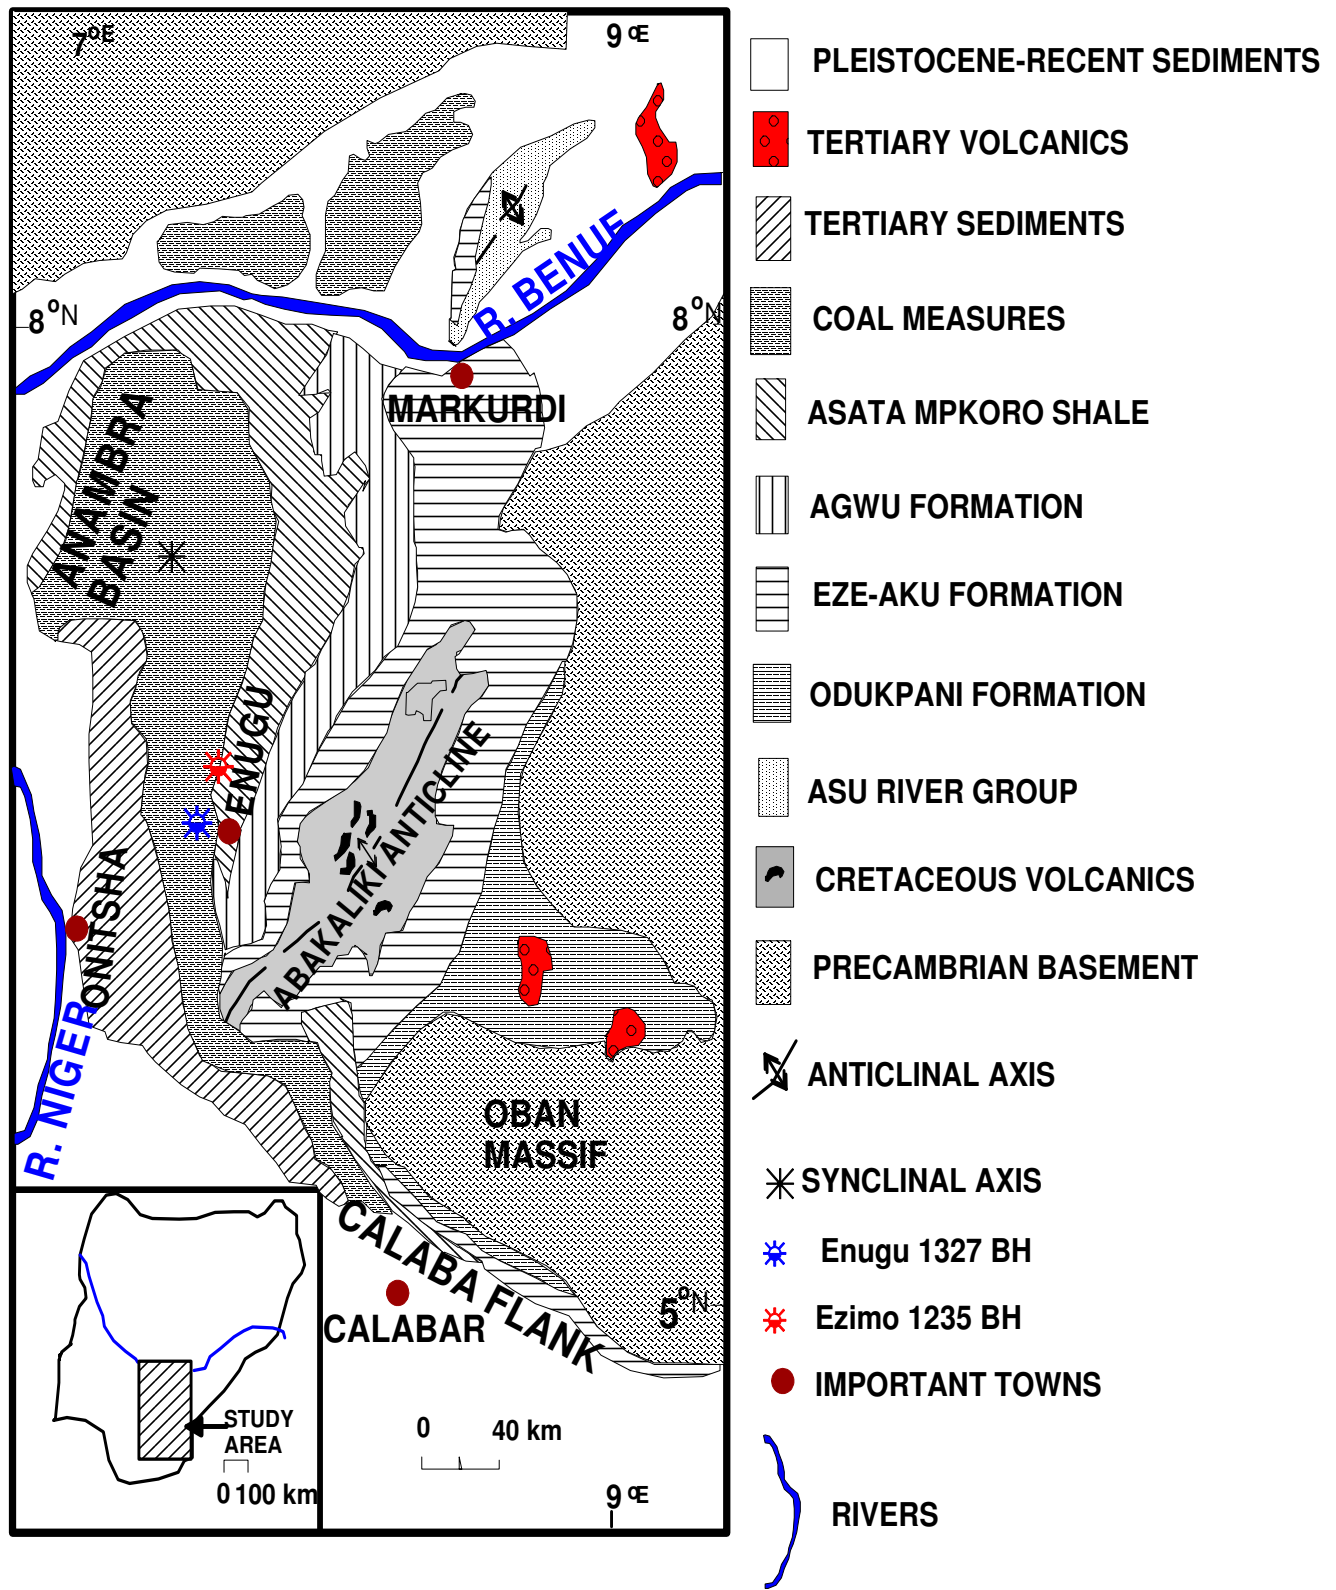 7°E
9°E
R. BENUE
8°N
8°N
MARKURDI
ANAMBRA
BASIN
ENUGU
ABAKALIKI ANTICLINE
ONITSHA
R. NIGER
OBAN
MASSIF
CALABA FLANK
5°N
CALABAR
STUDY
AREA
0 100 km
0 40 km
9°E
PLEISTOCENE-RECENT SEDIMENTS
TERTIARY VOLCANICS
TERTIARY SEDIMENTS
COAL MEASURES
ASATA MPKORO SHALE
AGWU FORMATION
EZE-AKU FORMATION
ODUKPANI FORMATION
ASU RIVER GROUP
CRETACEOUS VOLCANICS
PRECAMBRIAN BASEMENT
ANTICLINAL AXIS
SYNCLINAL AXIS
Enugu 1327 BH
Ezimo 1235 BH
IMPORTANT TOWNS
RIVERS